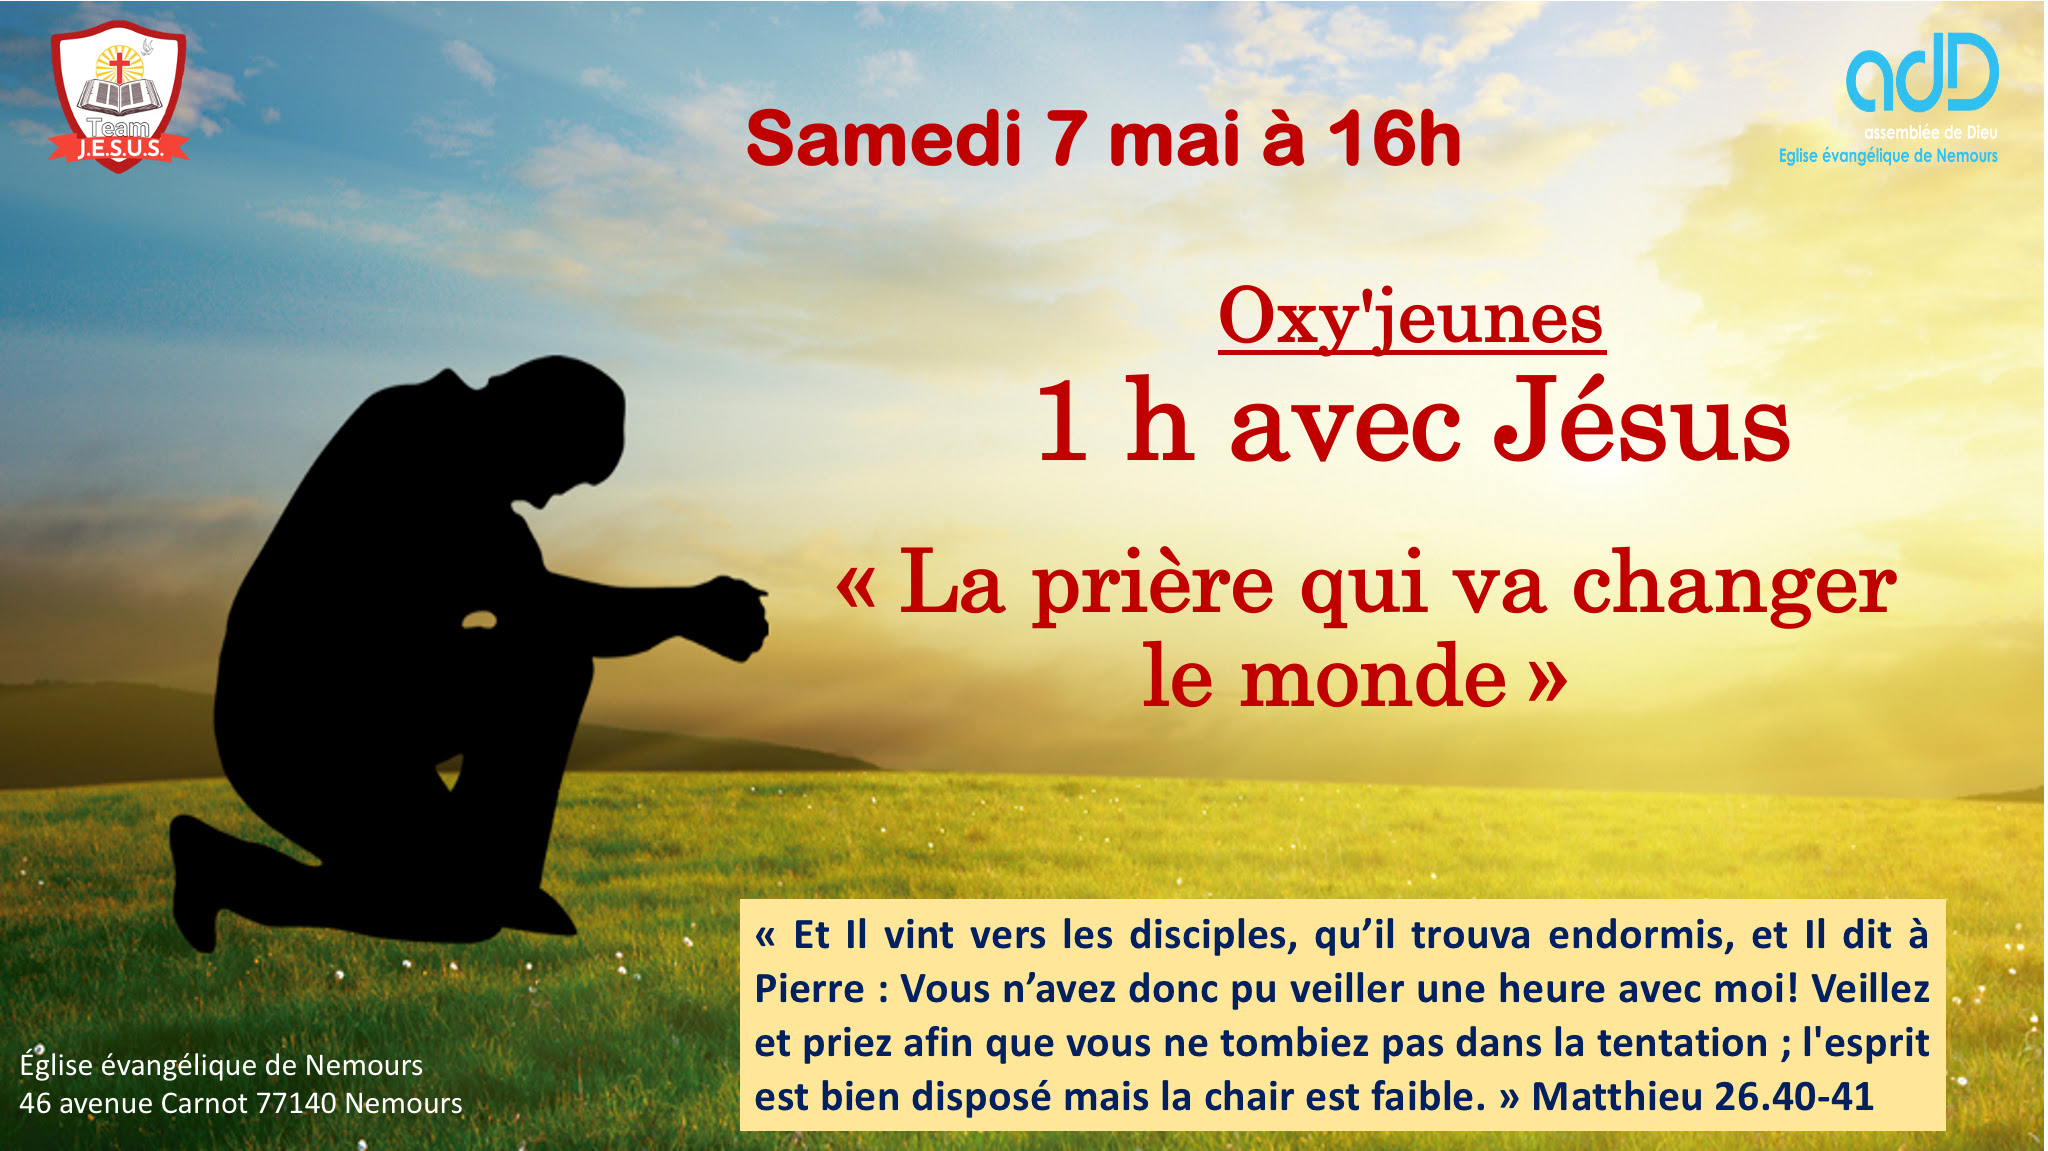 Team
J.E.S.U.S.
Samedi 7 mai à 16h
add
assemblée de Dieu
Eglise évangélique de Nemours
Oxy'jeunes
1 h avec Jésus
« La prière qui va changer
le monde »
« Et Il vint vers les disciples, qu’il trouva endormis, et Il dit à
Pierre : Vous n’avez donc pu veiller une heure avec moi! Veillez
et priez afin que vous ne tombiez pas dans la tentation ; l'esprit
est bien disposé mais la chair est faible. » Matthieu 26.40-41
Église évangélique de Nemours
46 avenue Carnot 77140 Nemours